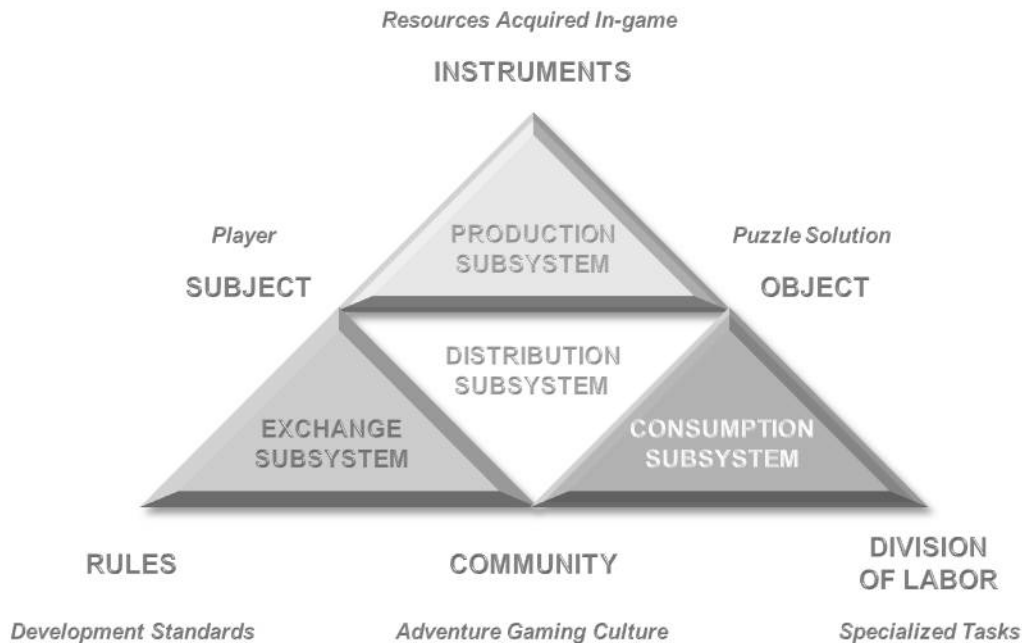 Resources Acquired In-game
INSTRUMENTS
Player
SUBJECT
PRODUCTION
SUBSYSTEM
Puzzle Solution
OBJECT
DISTRIBUTION
SUBSYSTEM
EXCHANGE
SUBSYSTEM
CONSUMPTION
SUBSYSTEM
RULES
COMMUNITY
DIVISION
OF LABOR
Development Standards
Adventure Gaming Culture
Specialized Tasks